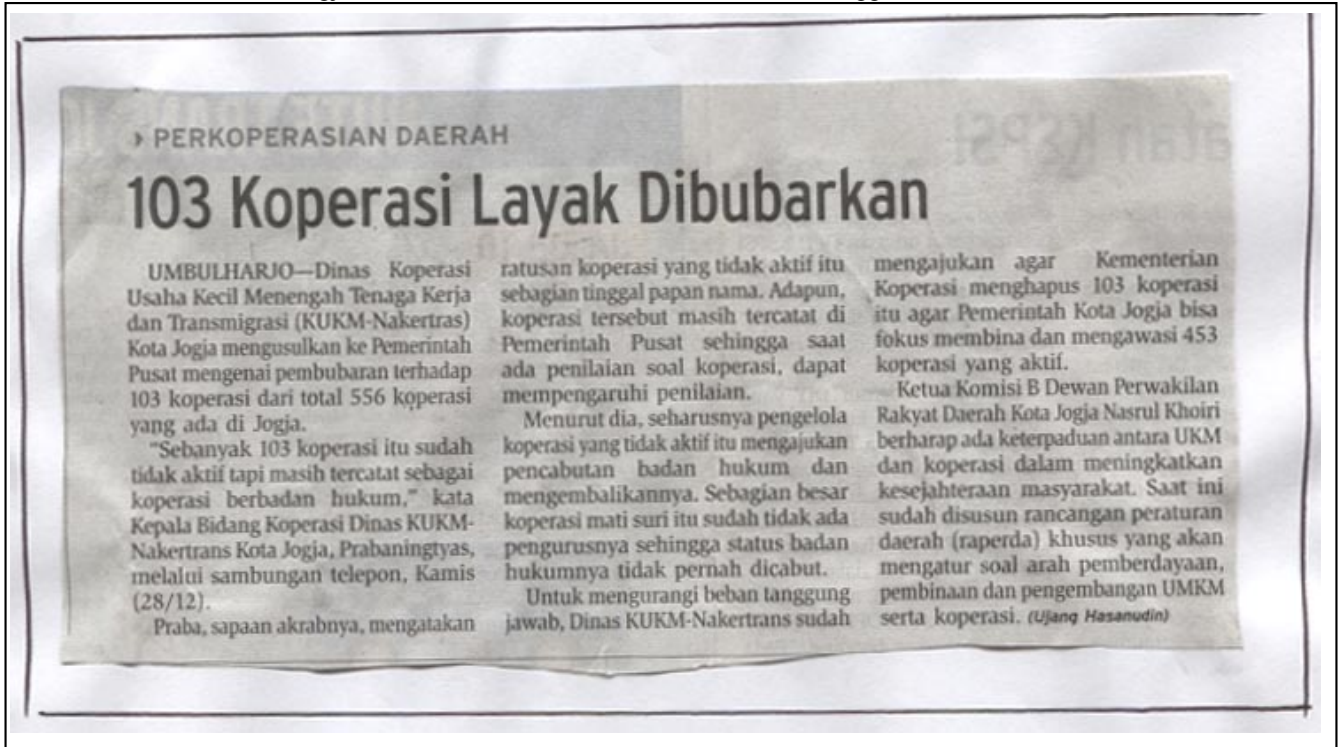 › PERKOPERASIAN DAERAH
103 Koperasi Layak Dibubarkan
UMBULHARJO—Dinas Koperasi
Usaha Kecil Menengah Tenaga Kerja
dan Transmigrasi (KUKM-Nakertras)
Kota Jogja mengusulkan ke Pemerintah
Pusat mengenai pembubaran terhadap
103 koperasi dari total 556 koperasi
yang ada di Jogja.
"Sebanyak 103 koperasi itu sudah
tidak aktif tapi masih tercatat sebagai
koperasi berbadan hukum," kata
Kepala Bidang Koperasi Dinas KUKM-
Nakertrans Kota Jogja, Prabaningtyas,
melalui sambungan telepon, Kamis
(28/12).
Praba, sapaan akrabnya, mengatakan
ratusan koperasi yang tidak aktif itu
sebagian tinggal papan nama. Adapun,
koperasi tersebut masih tercatat di
Pemerintah Pusat sehingga saat
ada penilaian soal koperasi, dapat
mempengaruhi penilaian.
Menurut dia, seharusnya pengelola
koperasi yang tidak aktif itu mengajukan
pencabutan badan hukum dan
mengembalikannya. Sebagian besar
koperasi mati suri itu sudah tidak ada
pengurusnya sehingga status badan
hukumnya tidak pernah dicabut.
Untuk mengurangi beban tanggung
jawab, Dinas KUKM-Nakertrans sudah
mengajukan agar Kementerian
Koperasi menghapus 103 koperasi
itu agar Pemerintah Kota Jogja bisa
fokus membina dan mengawasi 453
koperasi yang aktif.
Ketua Komisi B Dewan Perwakilan
Rakyat Daerah Kota Jogja Nasrul Khoiri
berharap ada keterpaduan antara UKM
dan koperasi dalam meningkatkan
kesejahteraan masyarakat. Saat ini
sudah disusun rancangan peraturan
daerah (raperda) khusus yang akan
mengatur soal arah pemberdayaan,
pembinaan dan pengembangan UMKM
serta koperasi. (Ujang Hasanudin)